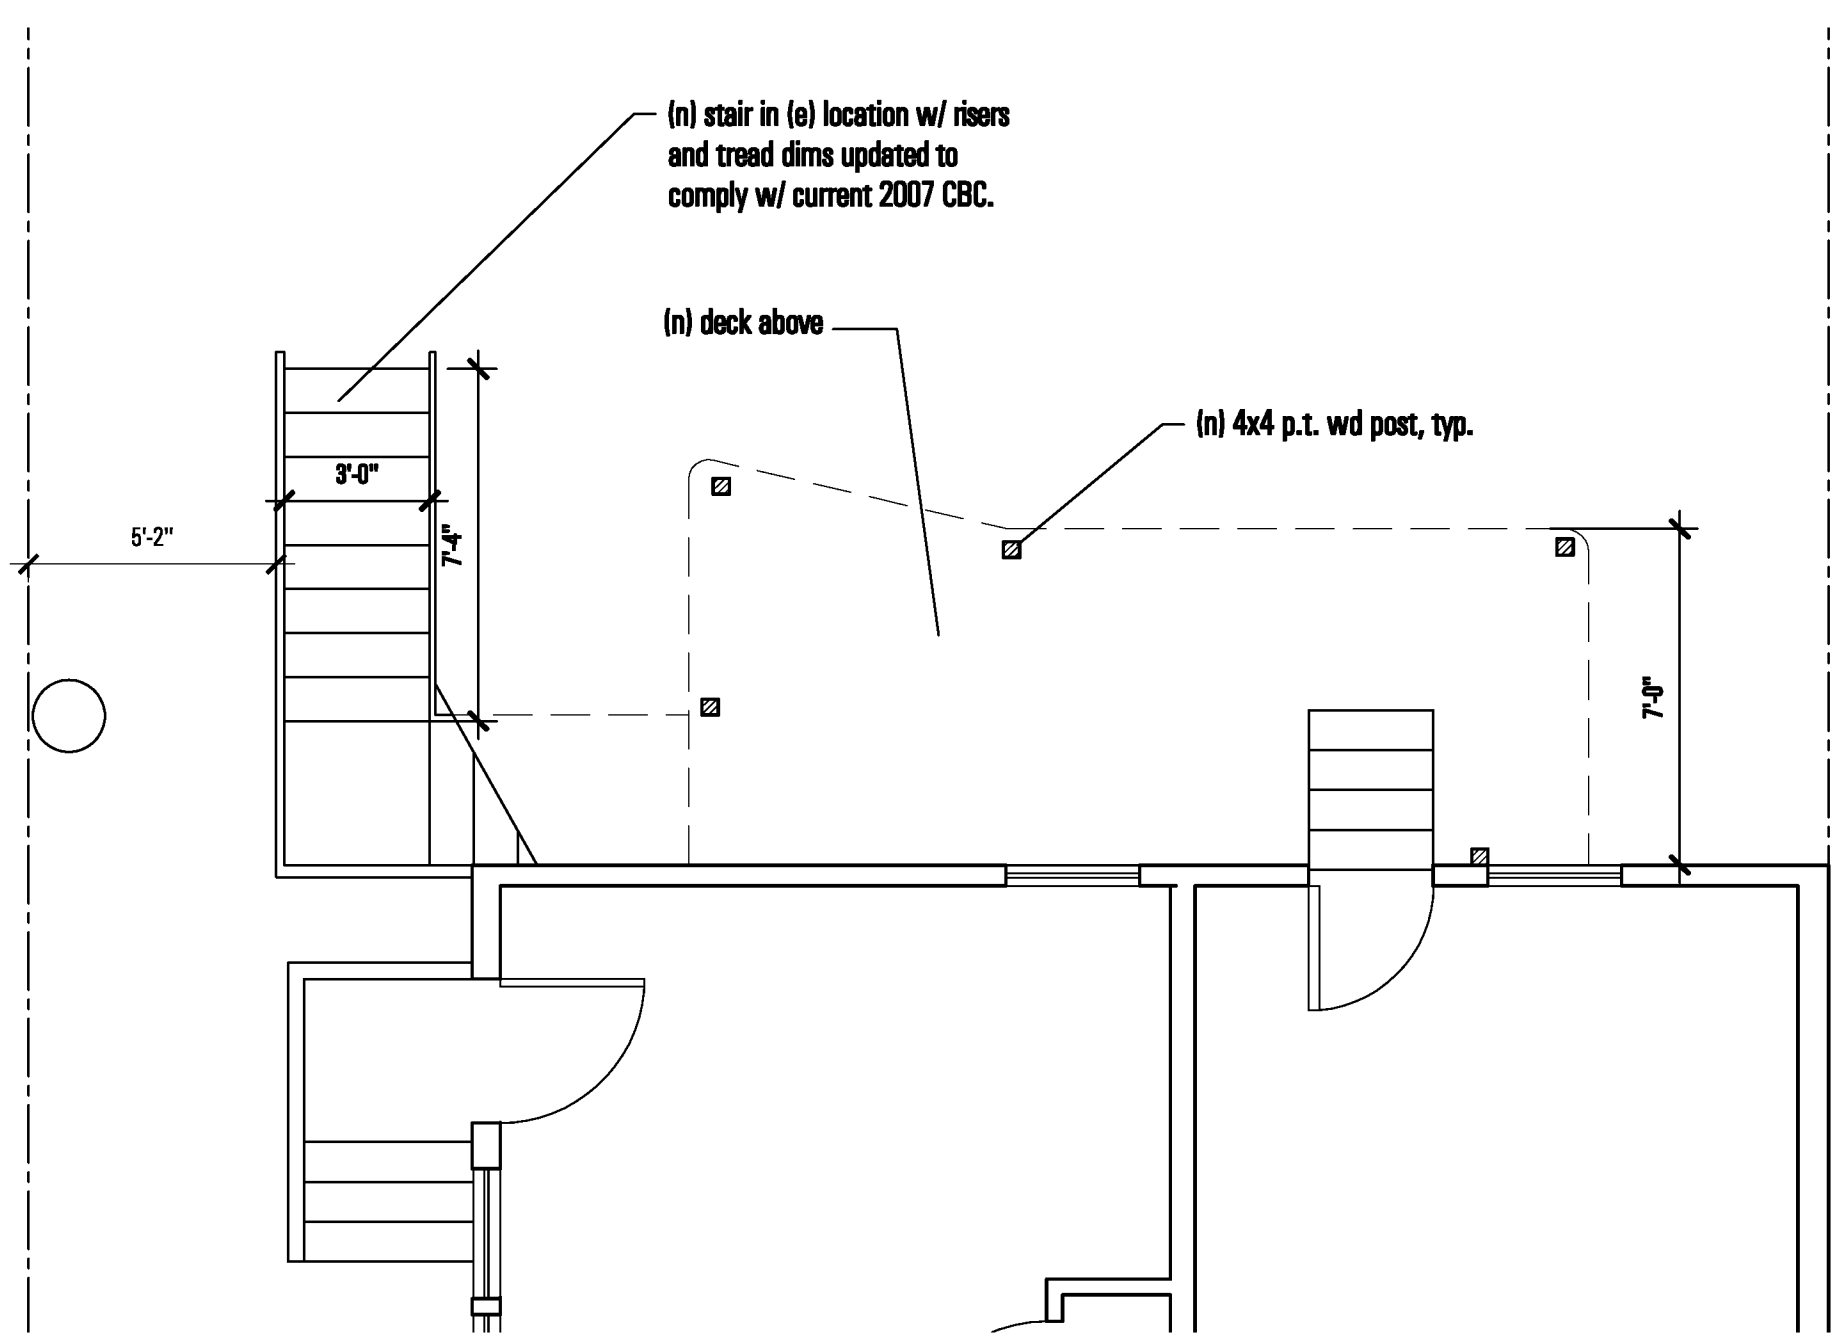 (n) stair in (e) location w/ risers
and tread dims updated to
comply w/ current 2007 CBC.
(n) deck above
(n) 4x4 p.t. wd post, typ.
3'-0"
5'-2"
7'-4"
7'-0"